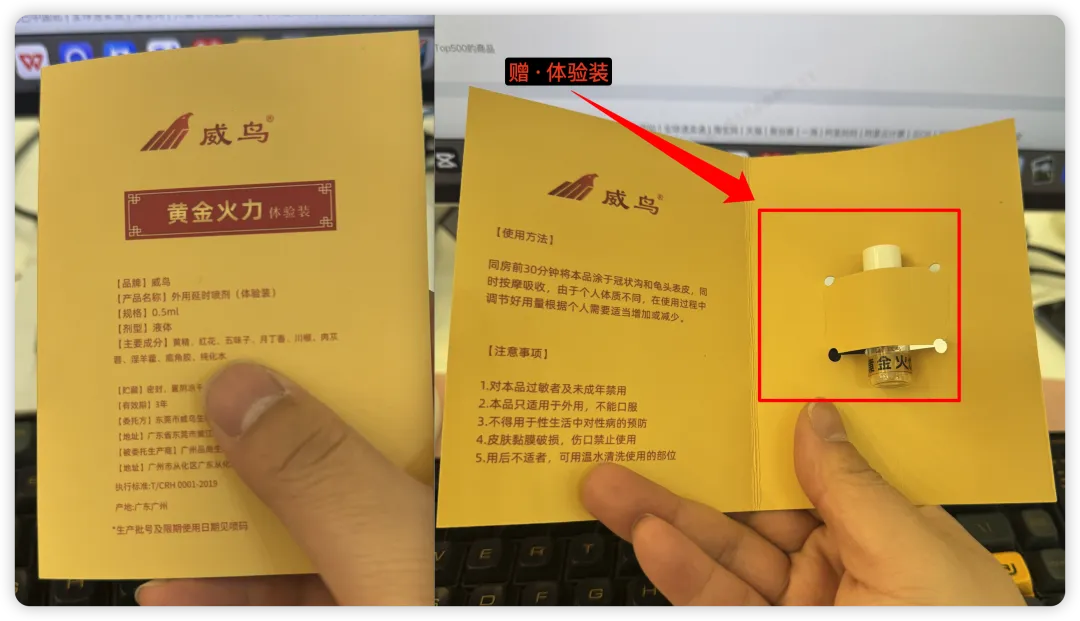 Top500的商品
赠·体验装
威鸟®
黄金火力 体验装
【品牌】威鸟
【产品名称】外用延时喷剂（体验装）
【规格】0.5ml
【剂型】液体
【主要成分】黄精、红花、五味子、月丁香、川椒、肉苁
蓉、淫羊藿、鹿角胶、纯化水
【贮藏】密封、置阴凉干
【有效期】3年
【委托方】东莞市威鸟生
【地址】广东省东莞市
【被委托生产商】广州品
【地址】广州市从化区广东从化
执行标准:T/CRH 0001-2019
产地:广东广州
*生产批号及限期使用日期见喷码
威鸟®
【使用方法】
同房前30分钟将本品涂于冠状沟和龟头表皮，同
时按摩吸收，由于个人体质不同，在使用过程中
调节好用量根据个人需要适当增加或减少。
【注意事项】
1.对本品过敏者及未成年禁用
2.本品只适用于外用，不能口服
3.不得用于性生活中对性病的预防
4.皮肤黏膜破损，伤口禁止使用
5.用后不适者，可用温水清洗使用的部位
黄金火